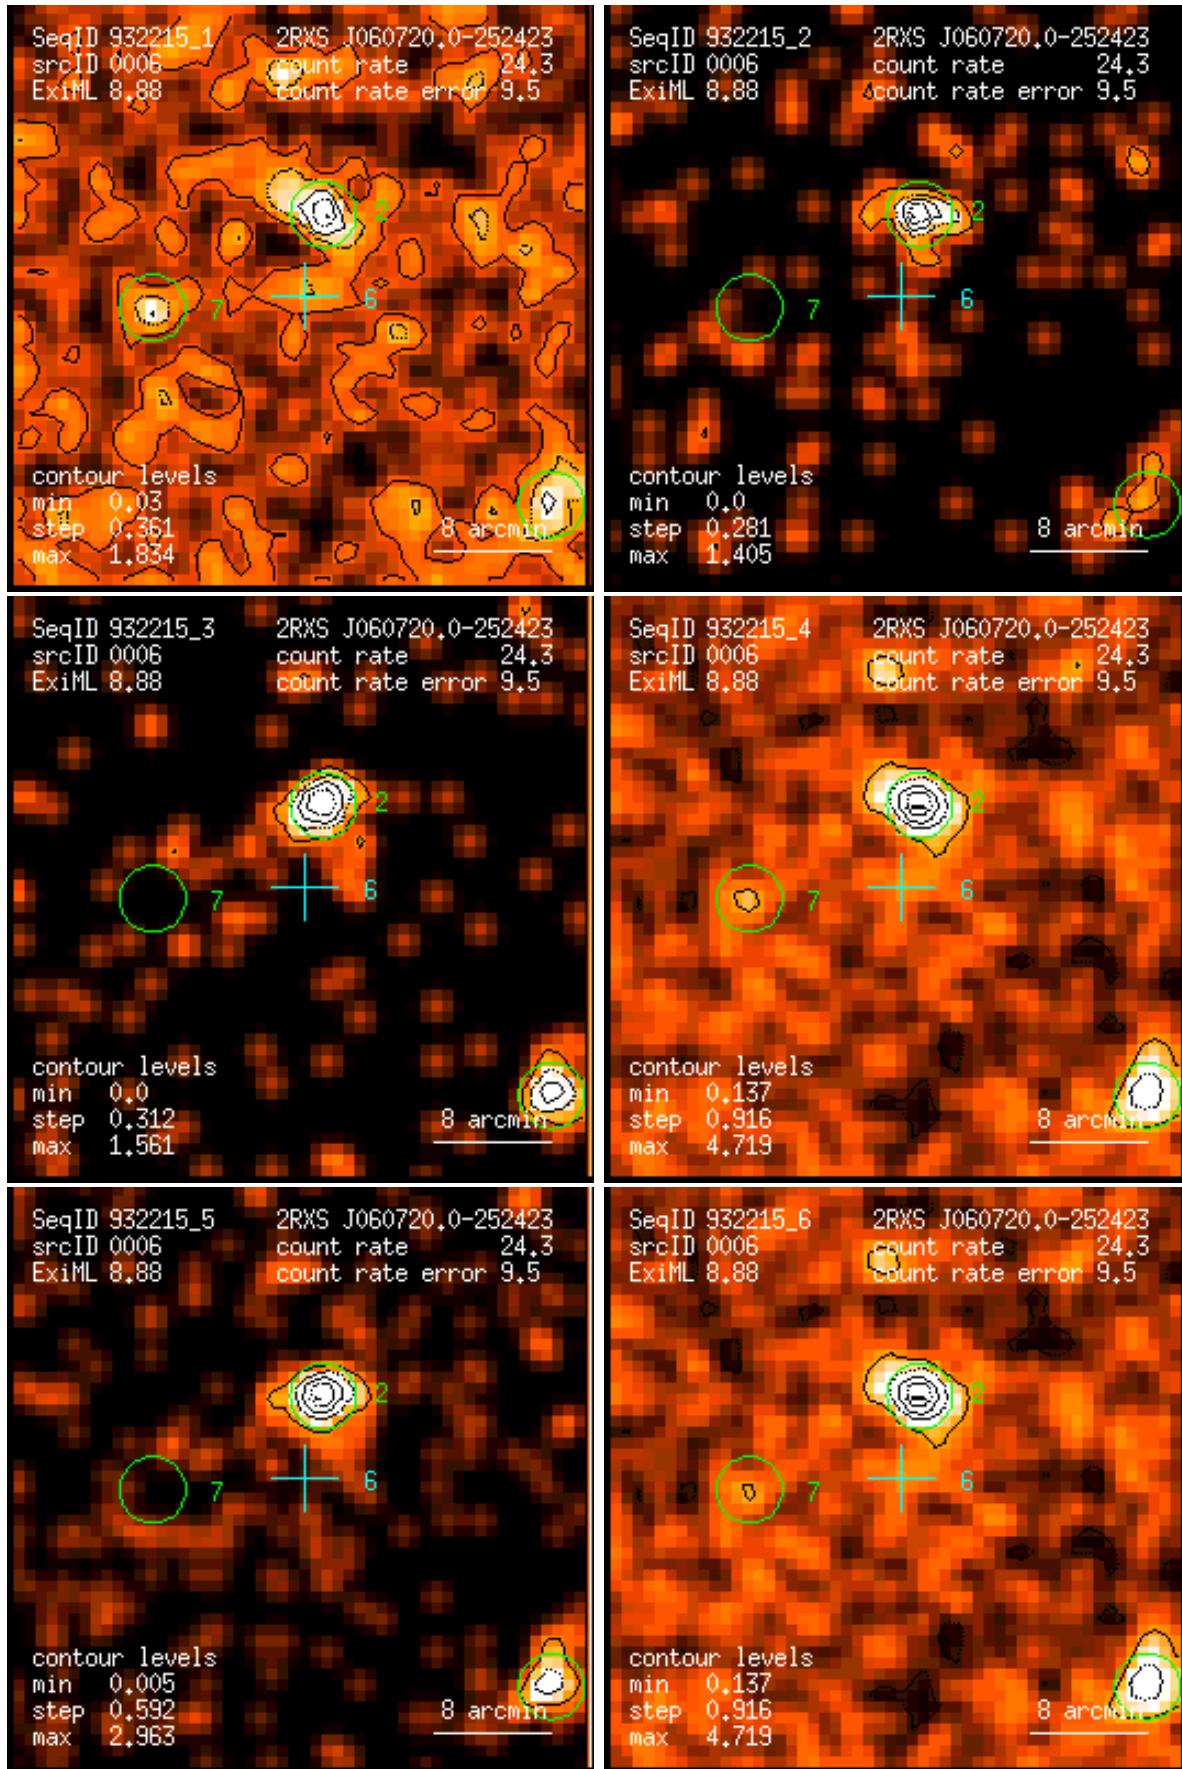 SeqID 932215_1 2RXS J060720.0-252423
srcID 0006 count rate 24.3
ExiML 8.88 count rate error 9.5
2
7
6
contour levels
min 0.03
step 0.361 8 arcmin
max 1.834
SeqID 932215_2 2RXS J060720.0-252423
srcID 0006 count rate 24.3
ExiML 8.88 count rate error 9.5
2
6
7
contour levels
min 0.0
step 0.281 8 arcmin
max 1.405
SeqID 932215_3 2RXS J060720.0-252423
srcID 0006 count rate 24.3
ExiML 8.88 count rate error 9.5
2
6
7
contour levels
min 0.0
step 0.312 8 arcmin
max 1.561
SeqID 932215_4 2RXS J060720.0-252423
srcID 0006 count rate 24.3
ExiML 8.88 count rate error 9.5
2
6
7
contour levels
min 0.137
step 0.916 8 arcmin
max 4.719
SeqID 932215_5 2RXS J060720.0-252423
srcID 0006 count rate 24.3
ExiML 8.88 count rate error 9.5
2
6
7
contour levels
min 0.005
step 0.592 8 arcmin
max 2.963
SeqID 932215_6 2RXS J060720.0-252423
srcID 0006 count rate 24.3
ExiML 8.88 count rate error 9.5
2
6
7
contour levels
min 0.137
step 0.916 8 arcmin
max 4.719